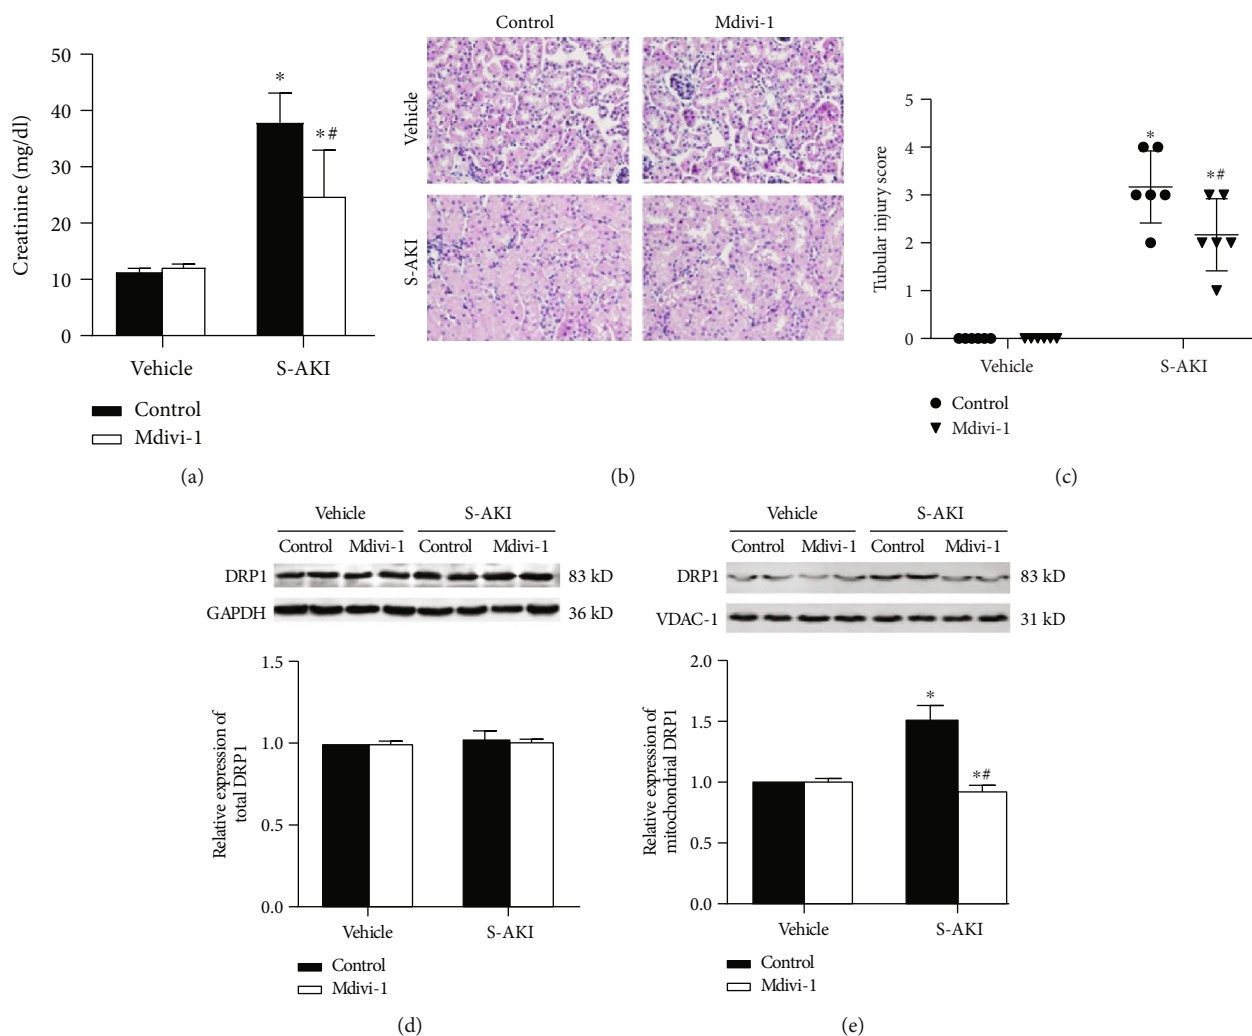 Creatinine (mg/dl)
50
40
30
20
10
0
*
*#
Vehicle
S-AKI
Control
Mdivi-1
(a)
Control
Mdivi-1
Vehicle
S-AKI
(b)
Tubular injury score
5
4
3
2
1
0
*
*#
Vehicle
S-AKI
Control
Mdivi-1
(c)
Vehicle
S-AKI
Control
Mdivi-1
Control
Mdivi-1
DRP1
83 kD
GAPDH
36 kD
Relative expression of
total DRP1
1.5
1.0
0.5
0.0
Vehicle
S-AKI
Control
Mdivi-1
(d)
Vehicle
S-AKI
Control
Mdivi-1
Control
Mdivi-1
DRP1
83 kD
VDAC-1
31 kD
Relative expression of
mitochondrial DRP1
2.0
1.5
1.0
0.5
0.0
*
*#
Vehicle
S-AKI
Control
Mdivi-1
(e)